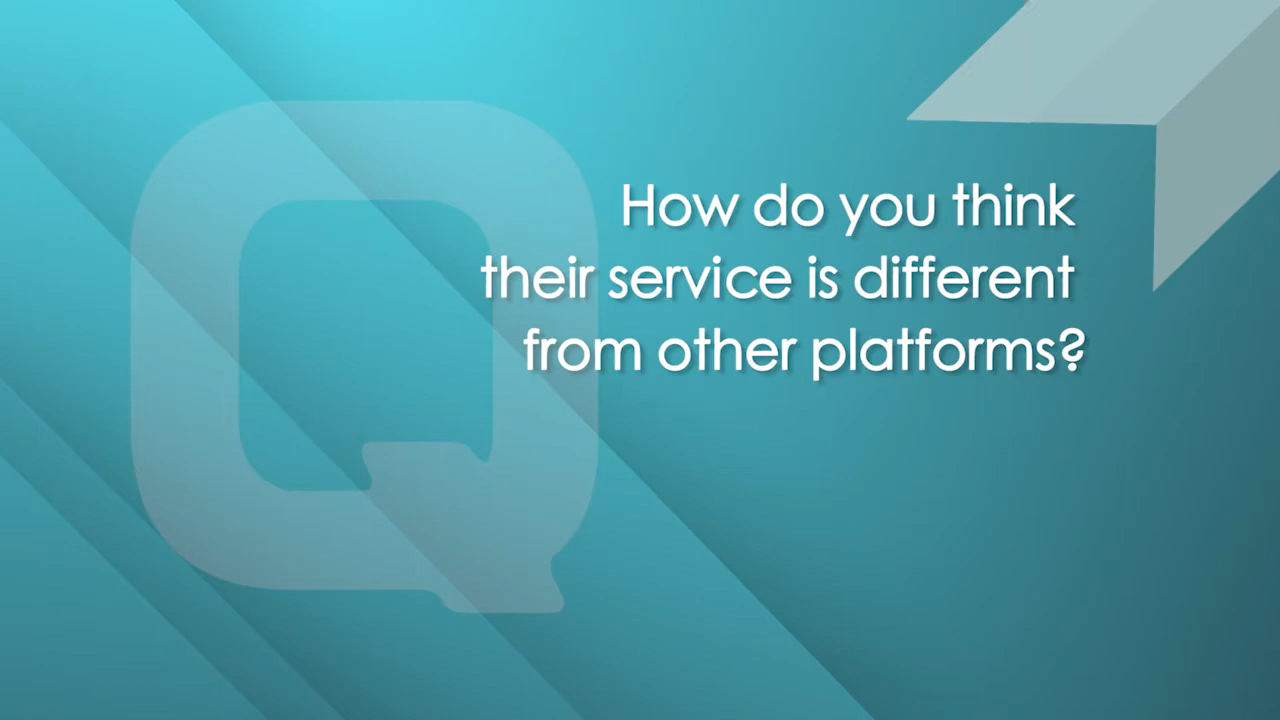 Q
How do you think
their service is different
from other platforms?